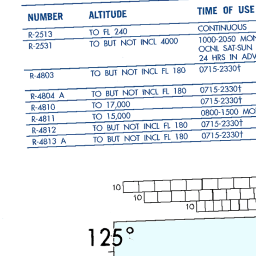 NUMBER ALTITUDE TIME OF USE
R-2513 TO FL 240 CONTINUOUS
R-2531 TO BUT NOT INCL 4000 1000-2050 MON
OCNL SAT-SUN
24 HRS IN ADV
R-4803 TO BUT NOT INCL FL 180 0715-2330†
R-4804 A TO BUT NOT INCL FL 180 0715-2330†
R-4810 TO 17,000 0715-2330†
R-4811 TO 15,000 0800-1500 MO
R-4812 TO BUT NOT INCL FL 180 0715-2330†
R-4813 A TO BUT NOT INCL FL 180 0715-2330†
10
10
10
125°